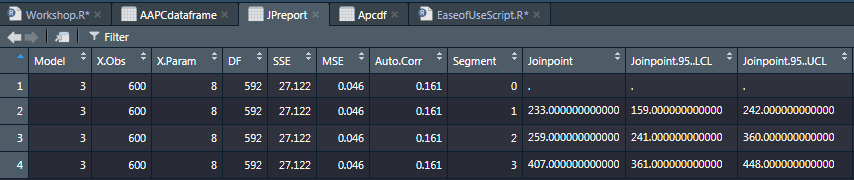 Workshop.R* AAPCdataframe JPreport Apcdf EaseofUseScript.R*
Filter
Model X.Obs X.Param DF SSE MSE Auto.Corr Segment Joinpoint Joinpoint.95..LCL Joinpoint.95..UCL
1 3 600 8 592 27.122 0.046 0.161 0 . . .
2 3 600 8 592 27.122 0.046 0.161 1 233.000000000000 159.000000000000 242.000000000000
3 3 600 8 592 27.122 0.046 0.161 2 259.000000000000 241.000000000000 360.000000000000
4 3 600 8 592 27.122 0.046 0.161 3 407.000000000000 361.000000000000 448.000000000000